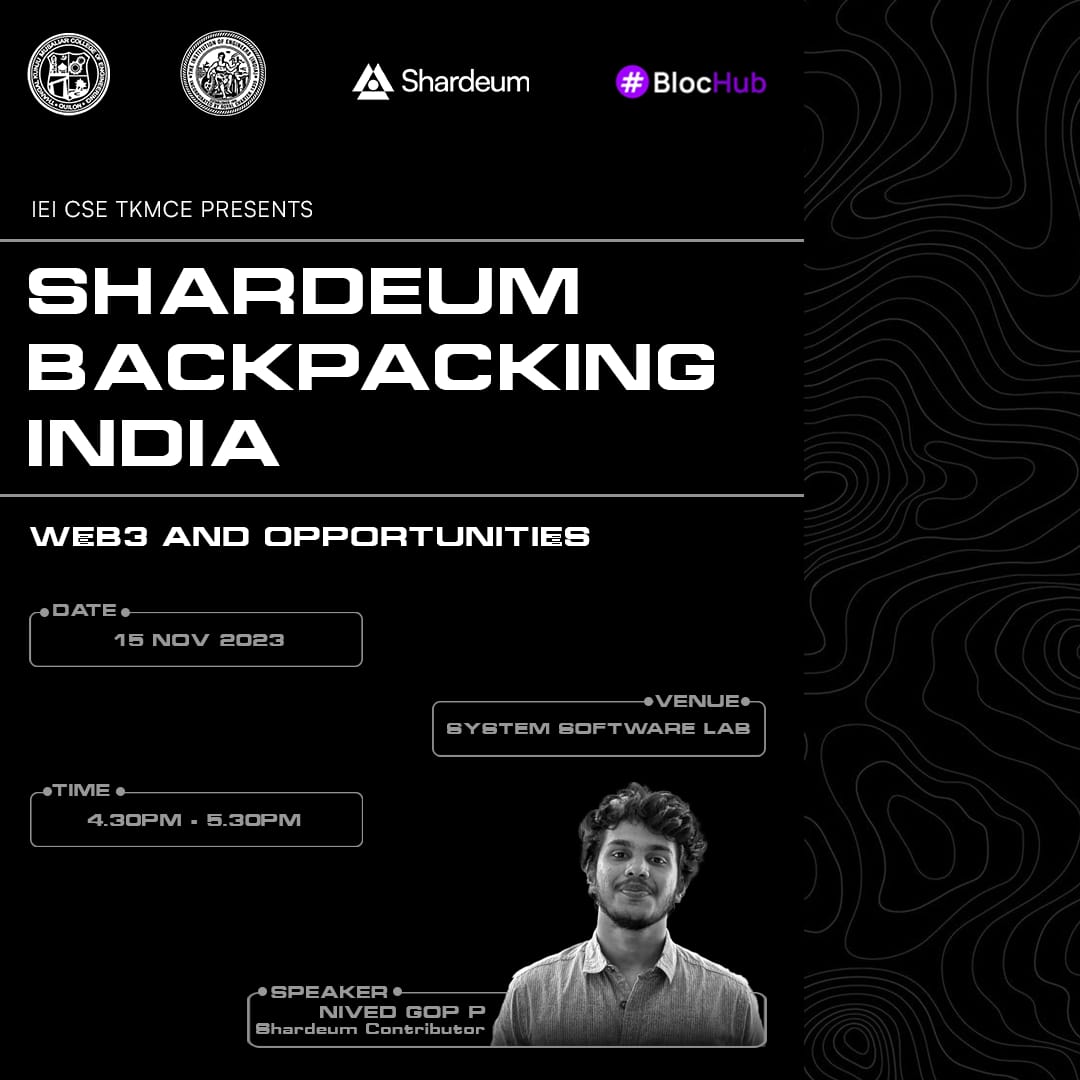 Shardeum
#BlocHub
IEI CSE TKMCE PRESENTS
SHARDEUM
BACKPACKING
INDIA
WEB3 AND OPPORTUNITIES
DATE
15 NOV 2023
VENUE
SYSTEM SOFTWARE LAB
TIME
4.30PM - 5.30PM
SPEAKER
NIVED GOP P
Shardeum Contributor